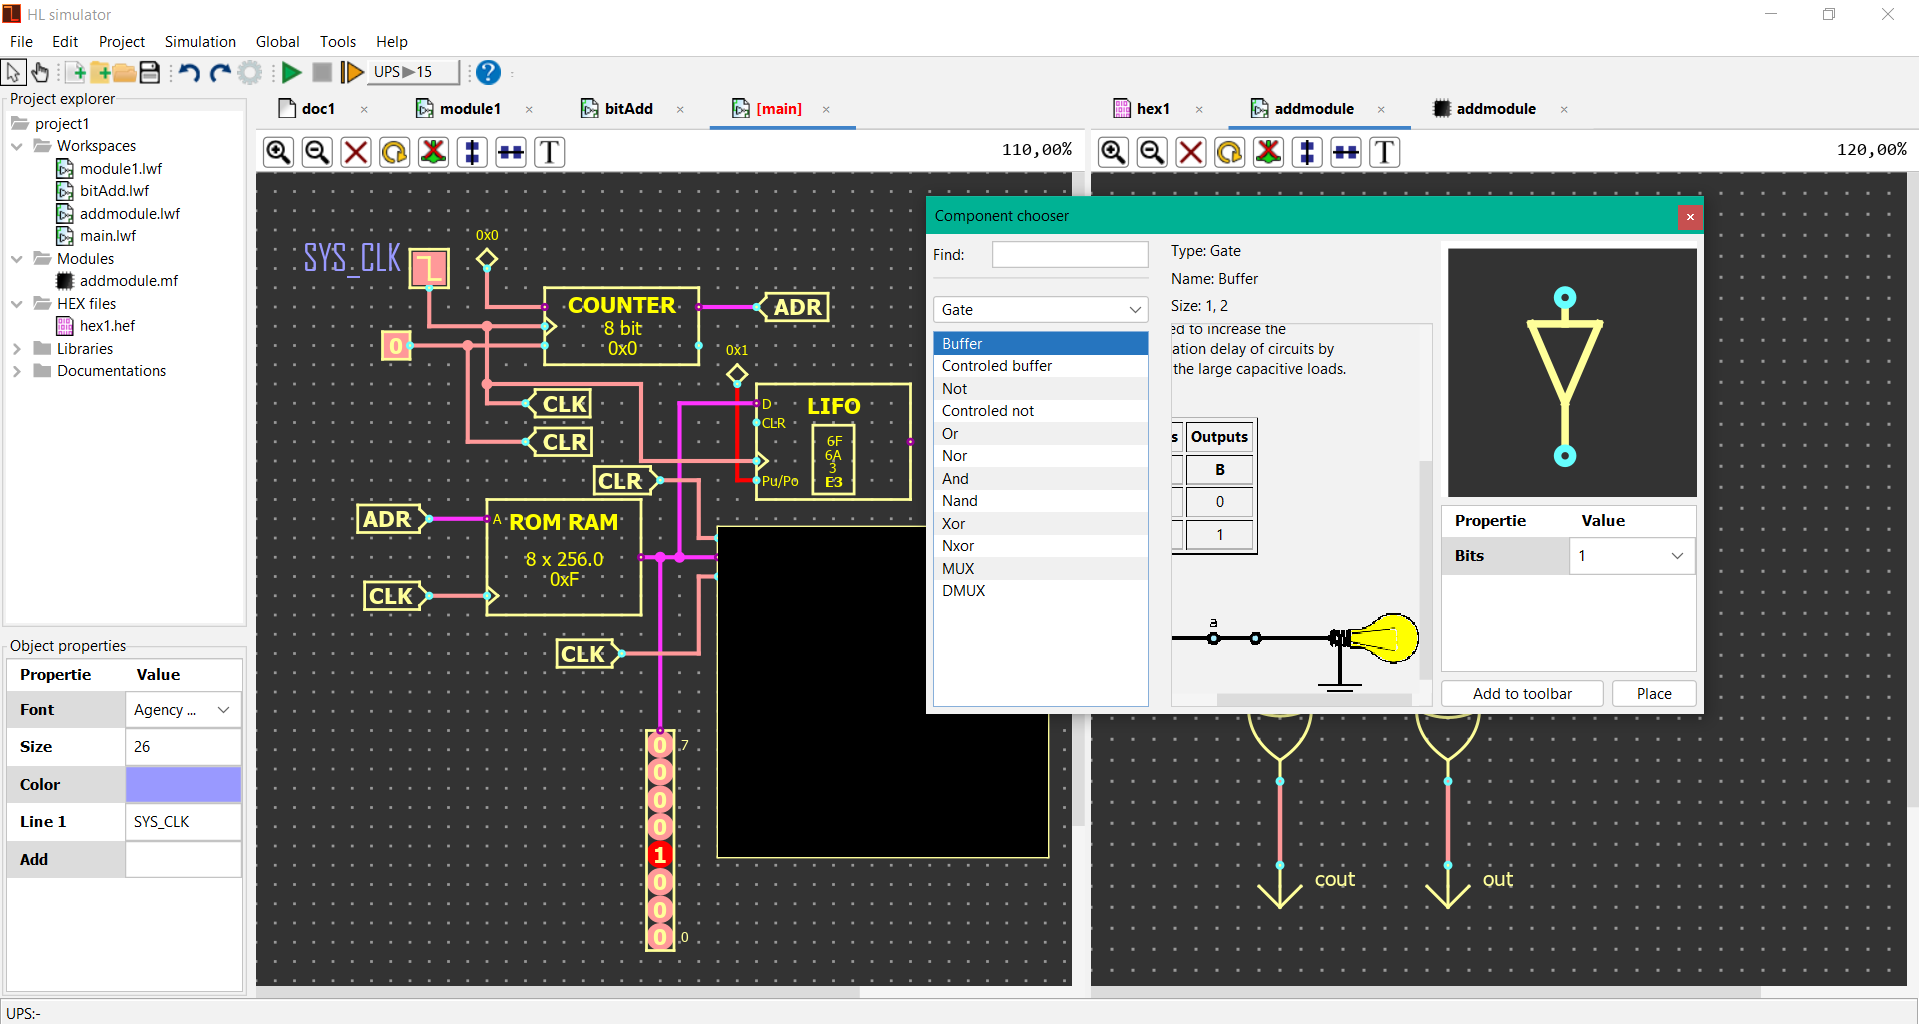 HL simulator
File Edit Project Simulation Global Tools Help
UPS▶15
Project explorer
project1
Workspaces
module1.lwf
bitAdd.lwf
addmodule.lwf
main.lwf
Modules
addmodule.mf
HEX files
hex1.hef
Libraries
Documentations
Object properties
Propertie Value
Font Agency ...
Size 26
Color
Line 1 SYS_CLK
Add
UPS:-
doc1 module1 bitAdd [main]
T 110,00%
SYS_CLK
0x0
COUNTER
8 bit
0x0
ADR
0
0x1
CLK
CLR
D
CLR
Pu/Po
LIFO
6F
6A
3
E3
CLR
ADR
A ROM RAM
8 x 256.0
0xF
CLK
CLK
0 7
0
0
0
1
0
0
0 0
hex1 addmodule addmodule
T 120,00%
Component chooser
Find:
Gate
Buffer
Controled buffer
Not
Controled not
Or
Nor
And
Nand
Xor
Nxor
MUX
DMUX
Type: Gate
Name: Buffer
Size: 1, 2
ed to increase the
ation delay of circuits by
the large capacitive loads.
s Outputs
B
0
1
a
Propertie Value
Bits 1
Add to toolbar Place
cout
out